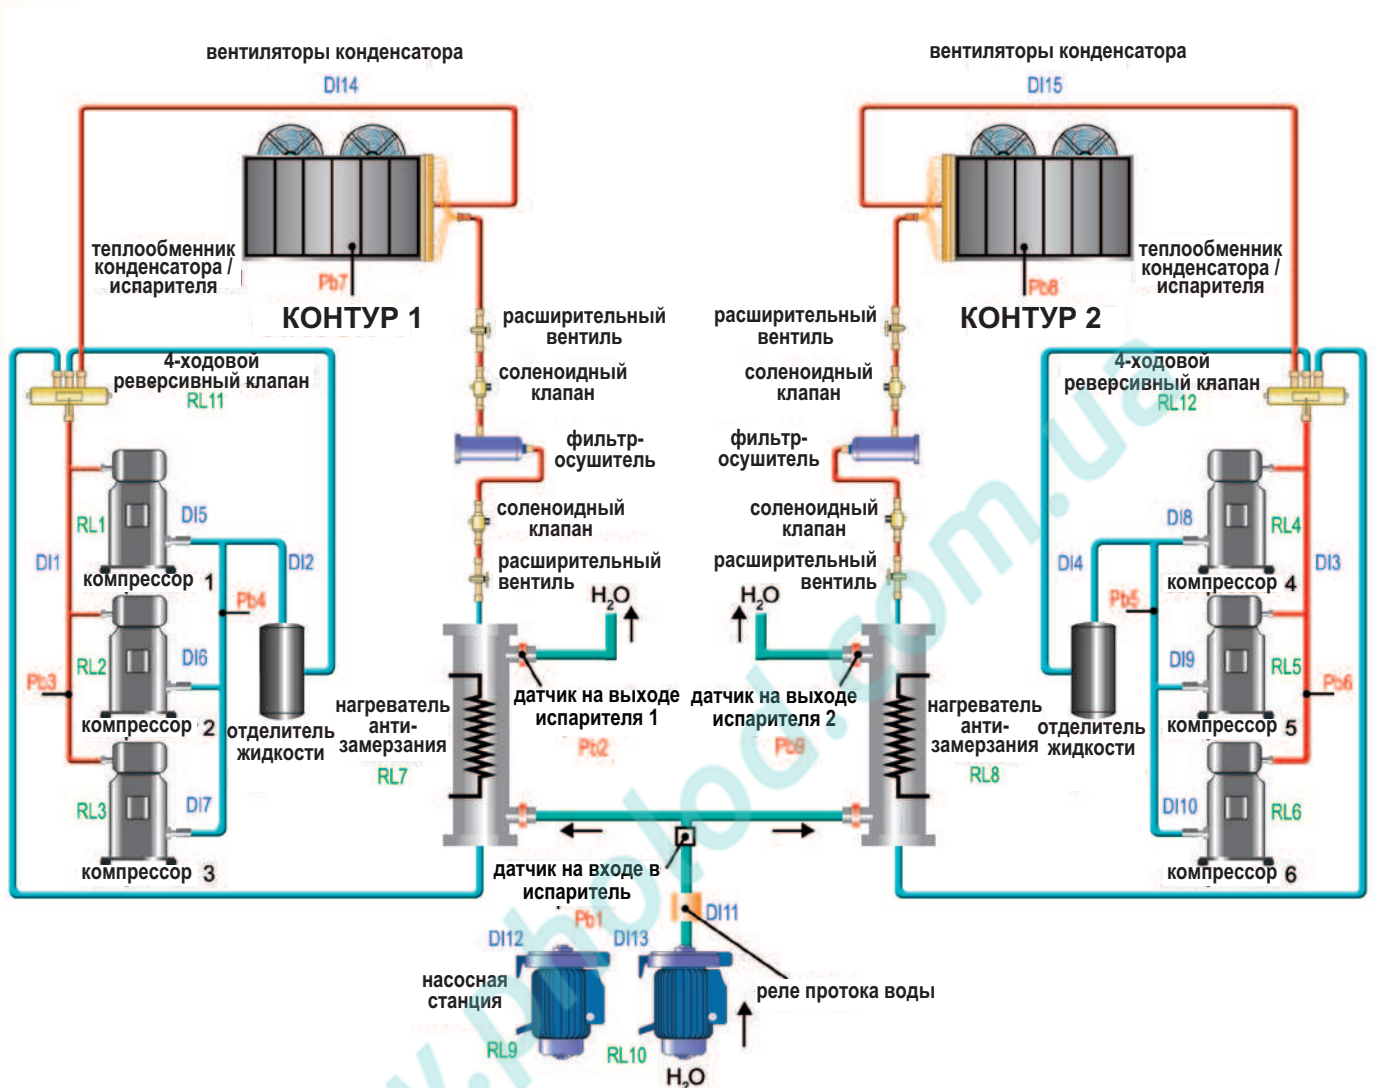 вентиляторы конденсатора
DI14
теплообменник
конденсатора /
испарителя
Pb7
КОНТУР 1
4-ходовой
реверсивный клапан
RL11
расширительный
вентиль
соленоидный
клапан
фильтр-
осушитель
соленоидный
клапан
расширительный
вентиль
H₂O
RL1
DI5
DI1
DI2
компрессор 1
Pb4
RL2
DI6
Pb3
компрессор 2
отделитель
жидкости
RL3
DI7
компрессор 3
нагреватель
анти-
замерзания
RL7
датчик на выходе
испарителя 1
Pb2
вентиляторы конденсатора
DI15
теплообменник
конденсатора /
испарителя
Pb8
КОНТУР 2
4-ходовой
реверсивный клапан
RL12
расширительный
вентиль
соленоидный
клапан
фильтр-
осушитель
соленоидный
клапан
расширительный
вентиль
H₂O
DI8
RL4
DI4
DI3
компрессор 4
Pb5
DI9
RL5
Pb6
компрессор 5
отделитель
жидкости
DI10
RL6
компрессор 6
датчик на выходе
испарителя 2
Pb9
нагреватель
анти-
замерзания
RL8
датчик на входе в
испаритель
Pb1
DI11
DI12
DI13
насосная
станция
реле протока воды
RL9
RL10
H₂O
w.pholod.com.ua